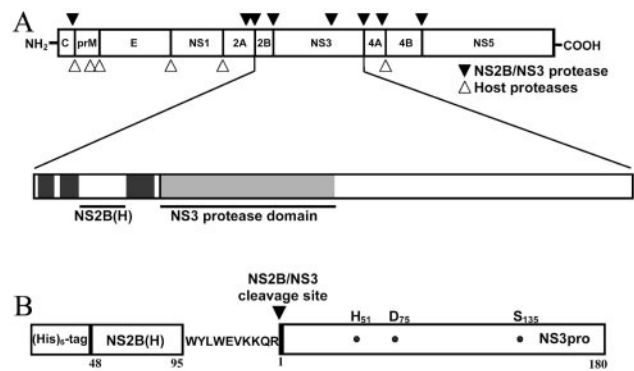 A
NH₂ C prM E NS1 2A 2B NS3 4A 4B NS5 COOH
▼ NS2B/NS3 protease
△ Host proteases
NS2B(H) NS3 protease domain
B
NS2B/NS3
cleavage site
H₅₁ D₇₅ S₁₃₅
(His)₆-tag NS2B(H) WYLWEVKKQR NS3pro
48 95 1 180